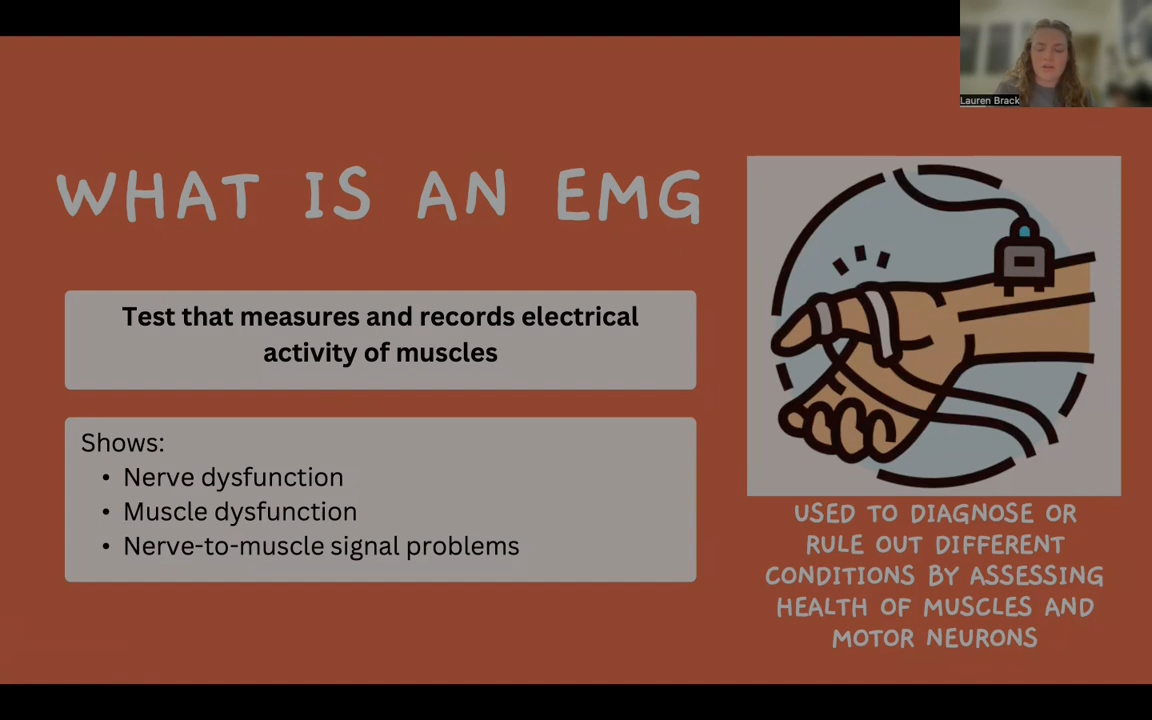 Lauren Brack
WHAT IS AN EMG
Test that measures and records electrical
activity of muscles
Shows:
• Nerve dysfunction
• Muscle dysfunction
• Nerve-to-muscle signal problems
USED TO DIAGNOSE OR
RULE OUT DIFFERENT
CONDITIONS BY ASSESSING
HEALTH OF MUSCLES AND
MOTOR NEURONS